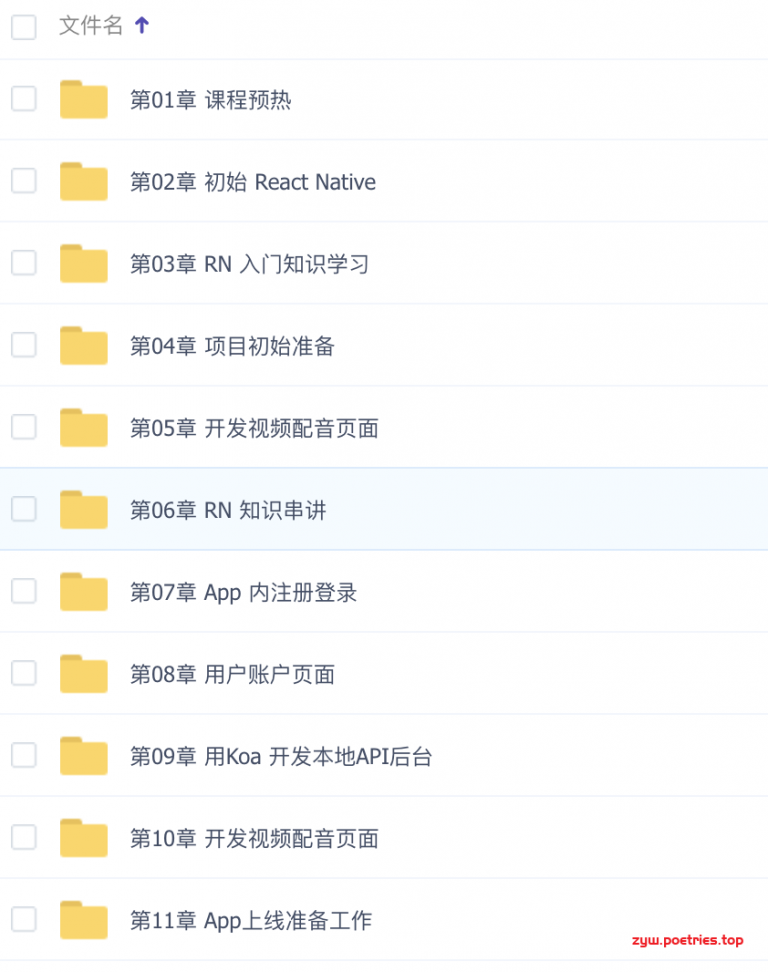 文件名
第01章 课程预热
第02章 初始 React Native
第03章 RN 入门知识学习
第04章 项目初始准备
第05章 开发视频配音页面
第06章 RN 知识串讲
第07章 App 内注册登录
第08章 用户账户页面
第09章 用Koa 开发本地API后台
第10章 开发视频配音页面
第11章 App上线准备工作
zyw.poetries.top